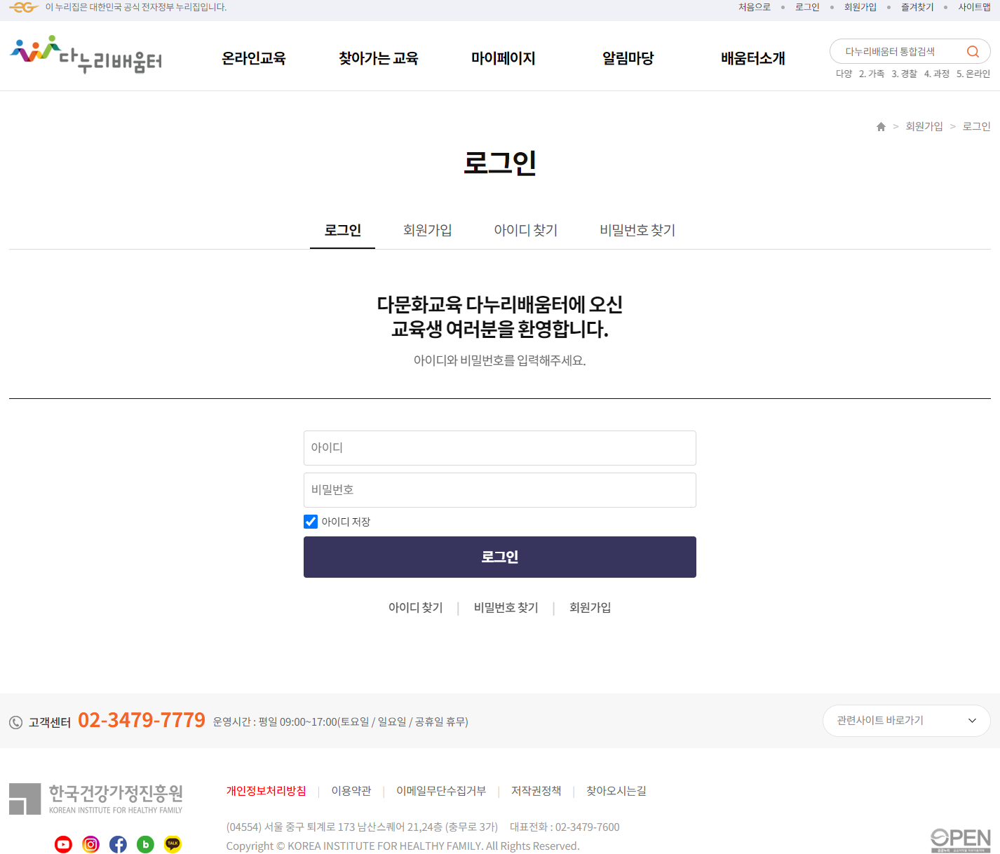 이 누리집은 대한민국 공식 전자정부 누리집입니다.
처음으로 • 로그인 • 회원가입 • 즐겨찾기 • 사이트맵
다누리배움터
온라인교육 찾아가는 교육 마이페이지 알림마당 배움터소개
다누리배움터 통합검색
다양 2. 가족 3. 경찰 4. 과정 5. 온라인
> 회원가입 > 로그인
로그인
로그인 회원가입 아이디 찾기 비밀번호 찾기
다문화교육 다누리배움터에 오신
교육생 여러분을 환영합니다.
아이디와 비밀번호를 입력해주세요.
아이디
비밀번호
아이디 저장
로그인
아이디 찾기 | 비밀번호 찾기 | 회원가입
고객센터 02-3479-7779 운영시간 : 평일 09:00~17:00(토요일 / 일요일 / 공휴일 휴무)
관련사이트 바로가기
한국건강가정진흥원
KOREAN INSTITUTE FOR HEALTHY FAMILY
개인정보처리방침 | 이용약관 | 이메일무단수집거부 | 저작권정책 | 찾아오시는길
(04554) 서울 중구 퇴계로 173 남산스퀘어 21,24층 (충무로 3가) 대표전화 : 02-3479-7600
Copyright © KOREA INSTITUTE FOR HEALTHY FAMILY. All Rights Reserved.
b
TALK
OPEN
공공누리